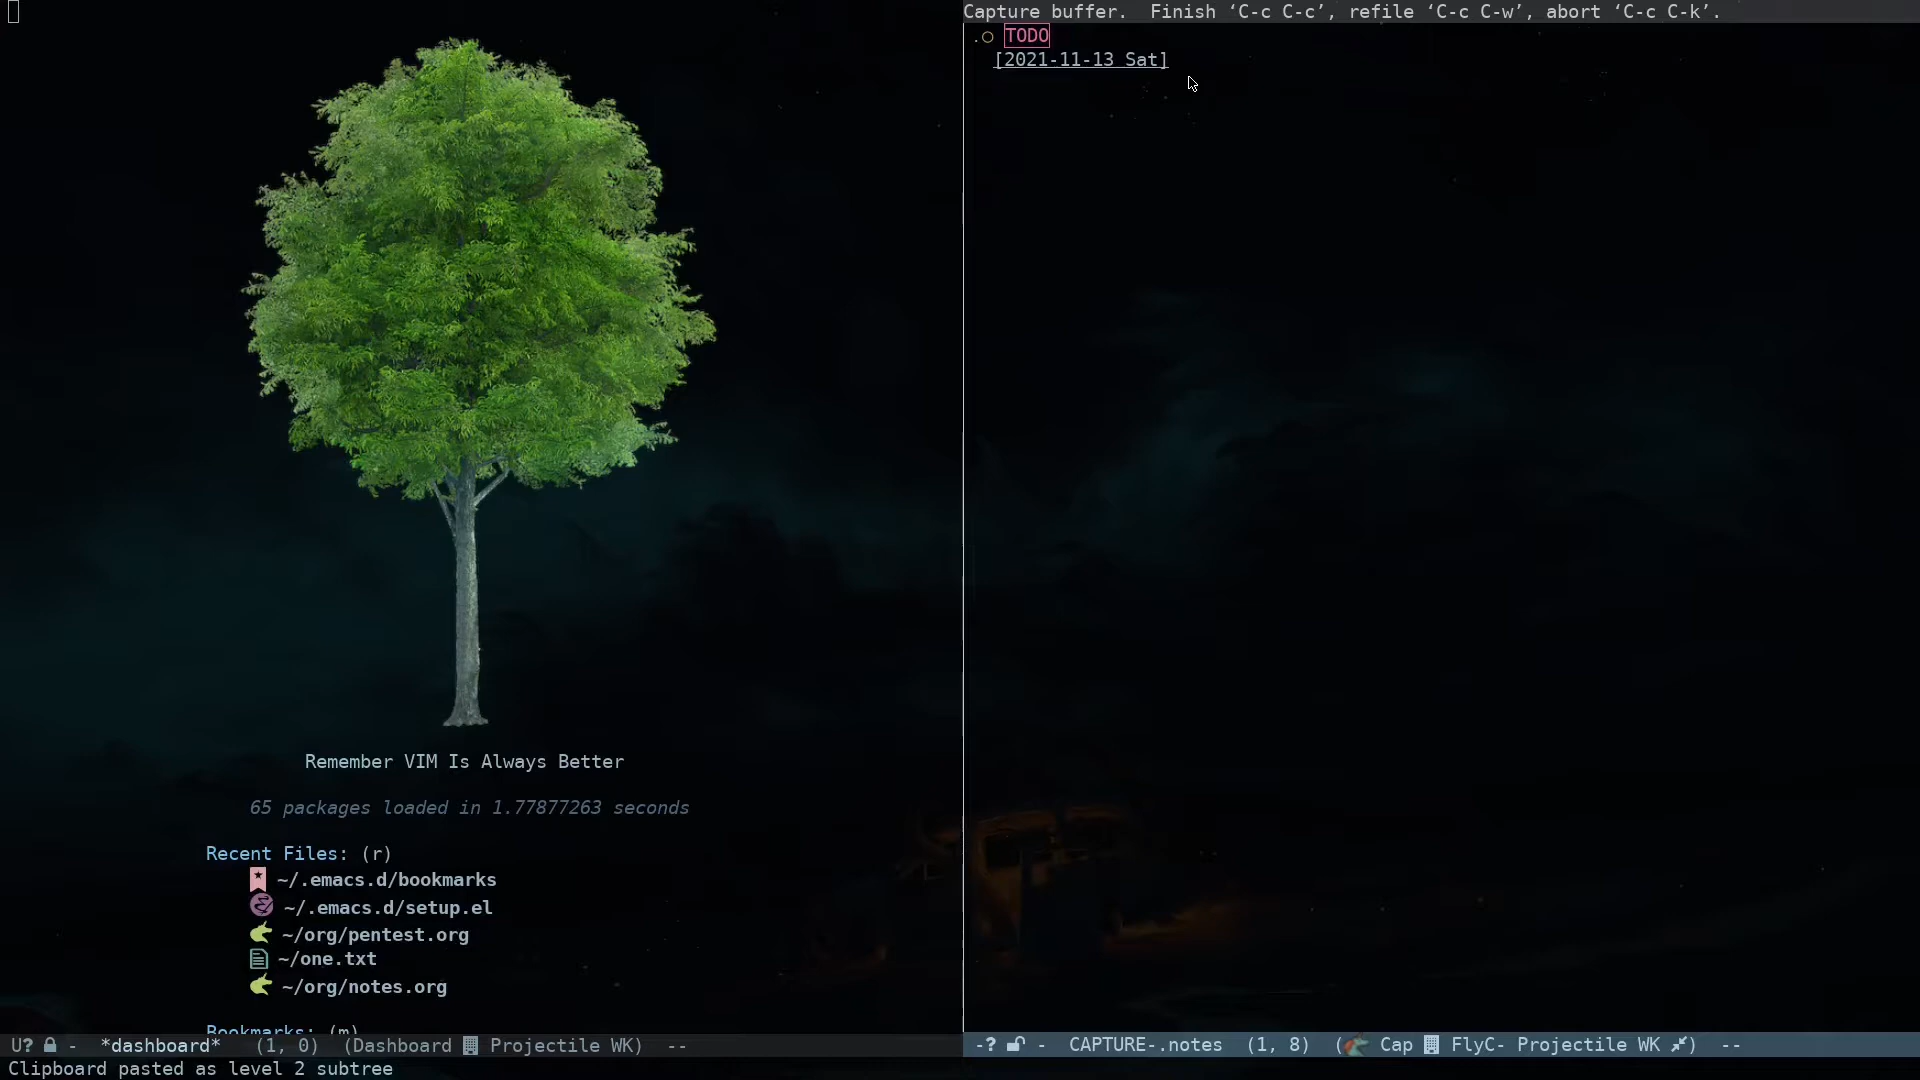 Capture buffer.  Finish ‘C-c C-c’, refile ‘C-c C-w’, abort ‘C-c C-k’.
.○ TODO
[2021-11-13 Sat]
Remember VIM Is Always Better
65 packages loaded in 1.77877263 seconds
Recent Files: (r)
~/.emacs.d/bookmarks
~/.emacs.d/setup.el
~/org/pentest.org
~/one.txt
~/org/notes.org
Bookmarks: (m)
U? - *dashboard* (1, 0) (Dashboard Projectile WK) --
-? - CAPTURE-.notes (1, 8) ( Cap FlyC- Projectile WK ) --
Clipboard pasted as level 2 subtree